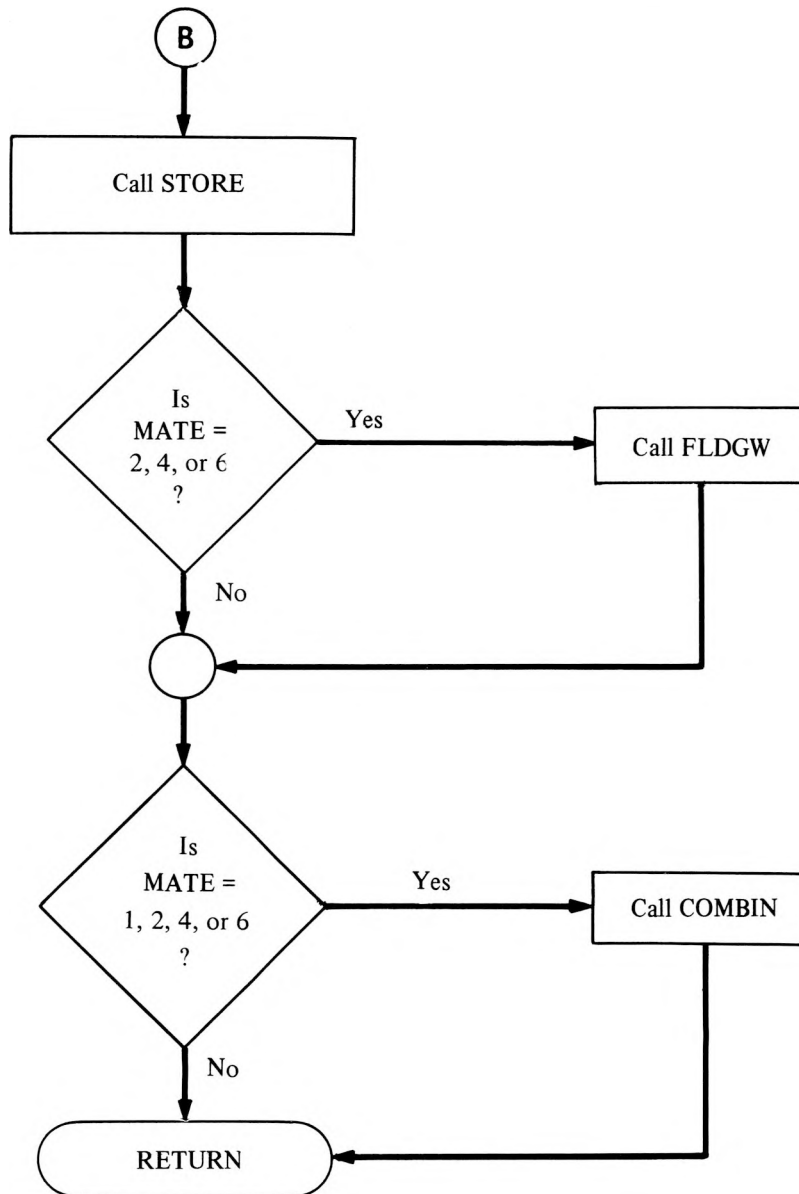 B
Call STORE
Is
MATE =
2, 4, or 6
?
Yes
Call FLDGW
No
Is
MATE =
1, 2, 4, or 6
?
Yes
Call COMBIN
No
RETURN